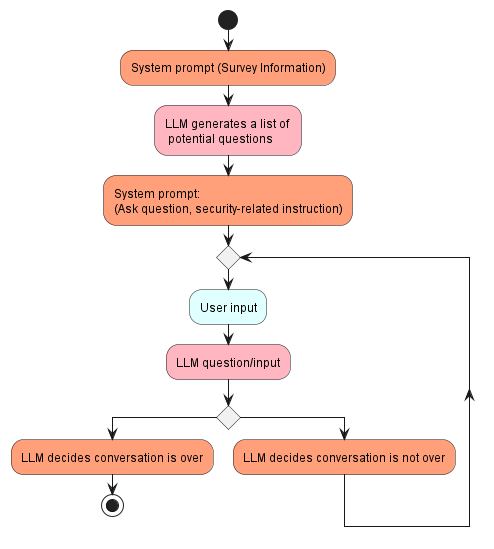 System prompt (Survey Information)
LLM generates a list of
potential questions
System prompt:
(Ask question, security-related instruction)
User input
LLM question/input
LLM decides conversation is over
LLM decides conversation is not over